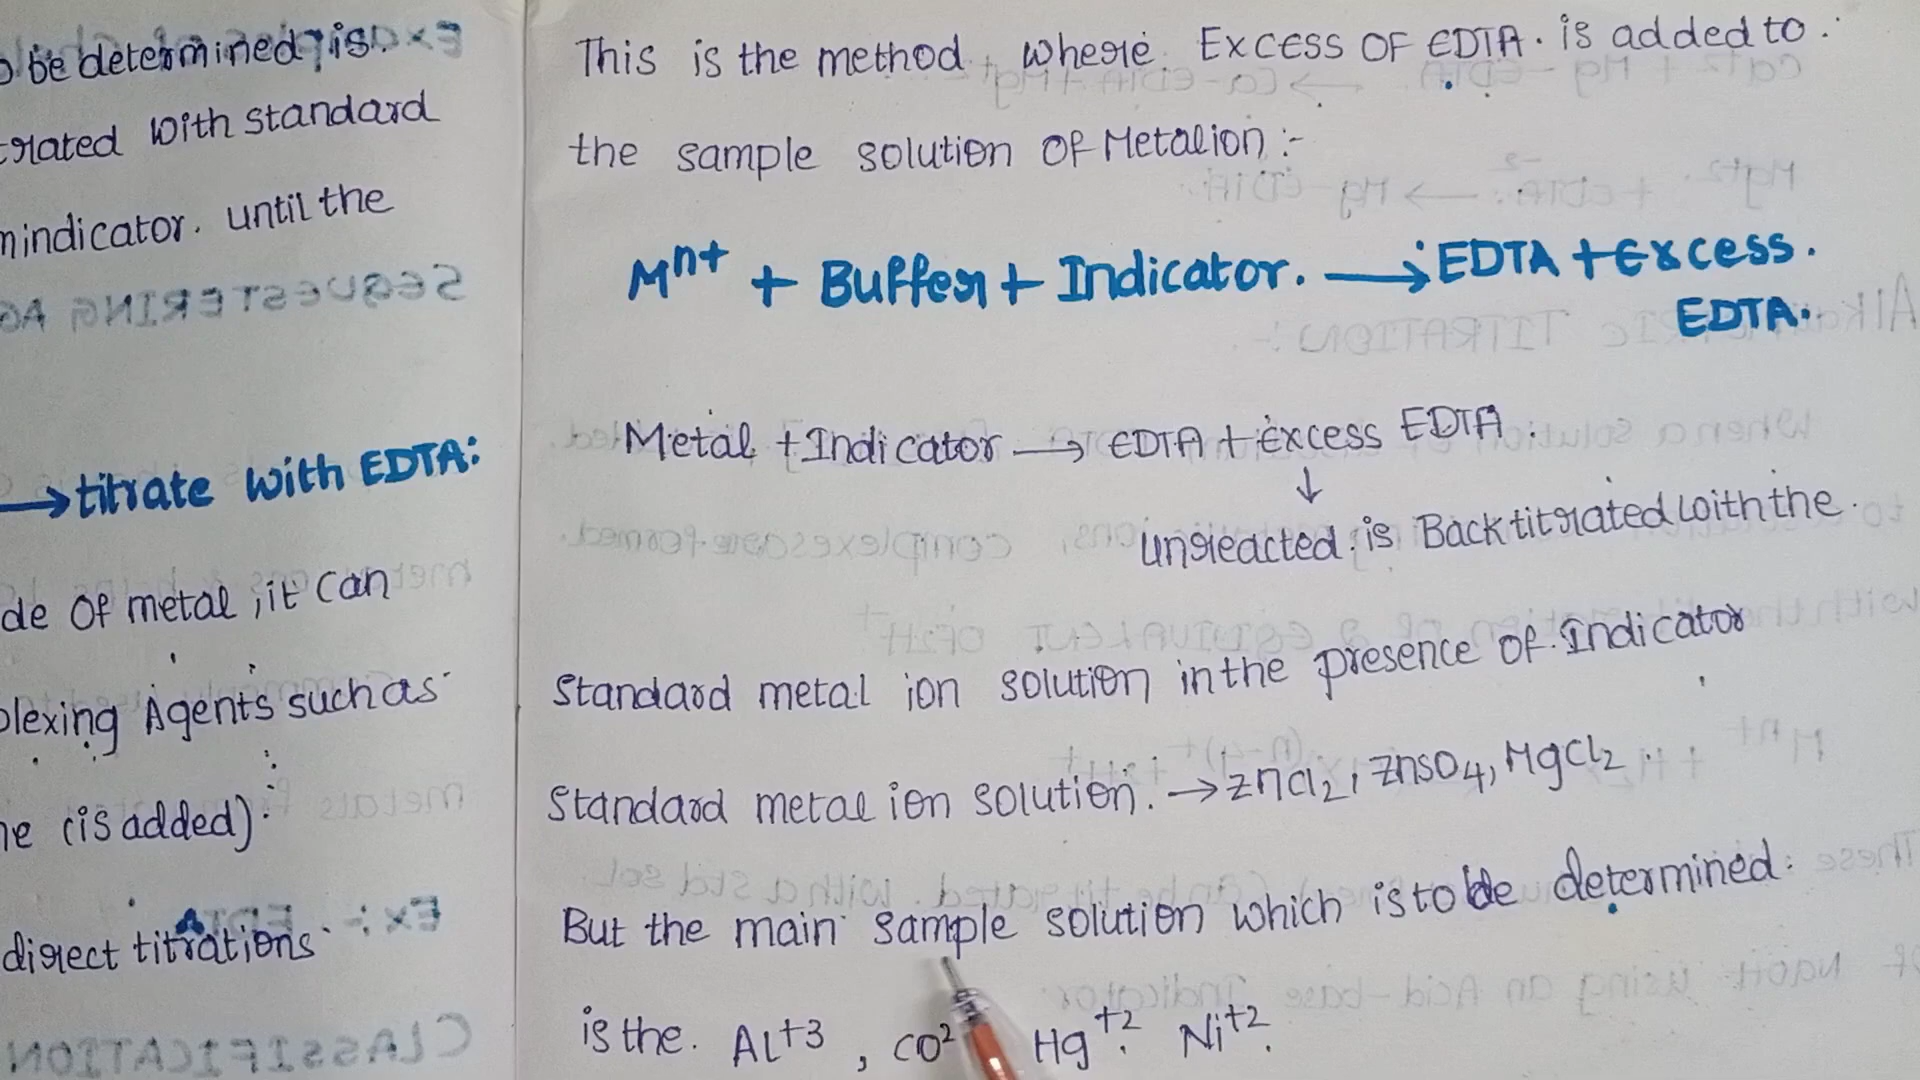 be determined, is.
rated with standard
indicator. until the
→ titrate with EDTA:
de of metal, it can
plexing Agents such as
(is added):
direct titrations
This is the method, where. EXCESS OF EDTA. is added to.
the sample solution OF Metalion :-
Mⁿ⁺ + Buffer + Indicator. → EDTA + Excess.
EDTA.
Metal + Indicator → EDTA + Excess EDTA.
↓
unreacted. is Back titrated with the.
Standard metal ion solution in the presence of. Indicator
Standard metal ion solution. → ZnCl₂, ZnSO₄, MgCl₂.
But the main sample solution which is to be determined.
is the. Al⁺³, CO² Hg⁺². Ni⁺².